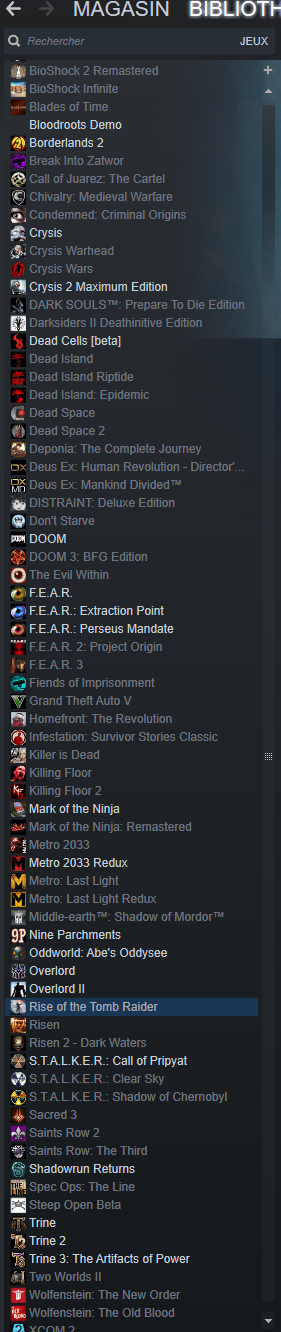 MAGASIN BIBLIOTH
Rechercher JEUX
BioShock 2 Remastered
BioShock Infinite
Blades of Time
Bloodroots Demo
Borderlands 2
Break Into Zatwor
Call of Juarez: The Cartel
Chivalry: Medieval Warfare
Condemned: Criminal Origins
Crysis
Crysis Warhead
Crysis Wars
Crysis 2 Maximum Edition
DARK SOULS™: Prepare To Die Edition
Darksiders II Deathinitive Edition
Dead Cells [beta]
Dead Island
Dead Island Riptide
Dead Island: Epidemic
Dead Space
Dead Space 2
Deponia: The Complete Journey
Deus Ex: Human Revolution - Director'...
Deus Ex: Mankind Divided™
DISTRAINT: Deluxe Edition
Don't Starve
DOOM
DOOM 3: BFG Edition
The Evil Within
F.E.A.R.
F.E.A.R.: Extraction Point
F.E.A.R.: Perseus Mandate
F.E.A.R. 2: Project Origin
F.E.A.R. 3
Fiends of Imprisonment
Grand Theft Auto V
Homefront: The Revolution
Infestation: Survivor Stories Classic
Killer is Dead
Killing Floor
Killing Floor 2
Mark of the Ninja
Mark of the Ninja: Remastered
Metro 2033
Metro 2033 Redux
Metro: Last Light
Metro: Last Light Redux
Middle-earth™: Shadow of Mordor™
Nine Parchments
Oddworld: Abe's Oddysee
Overlord
Overlord II
Rise of the Tomb Raider
Risen
Risen 2 - Dark Waters
S.T.A.L.K.E.R.: Call of Pripyat
S.T.A.L.K.E.R.: Clear Sky
S.T.A.L.K.E.R.: Shadow of Chernobyl
Sacred 3
Saints Row 2
Saints Row: The Third
Shadowrun Returns
Spec Ops: The Line
Steep Open Beta
Trine
Trine 2
Trine 3: The Artifacts of Power
Two Worlds II
Wolfenstein: The New Order
Wolfenstein: The Old Blood
XCOM 2